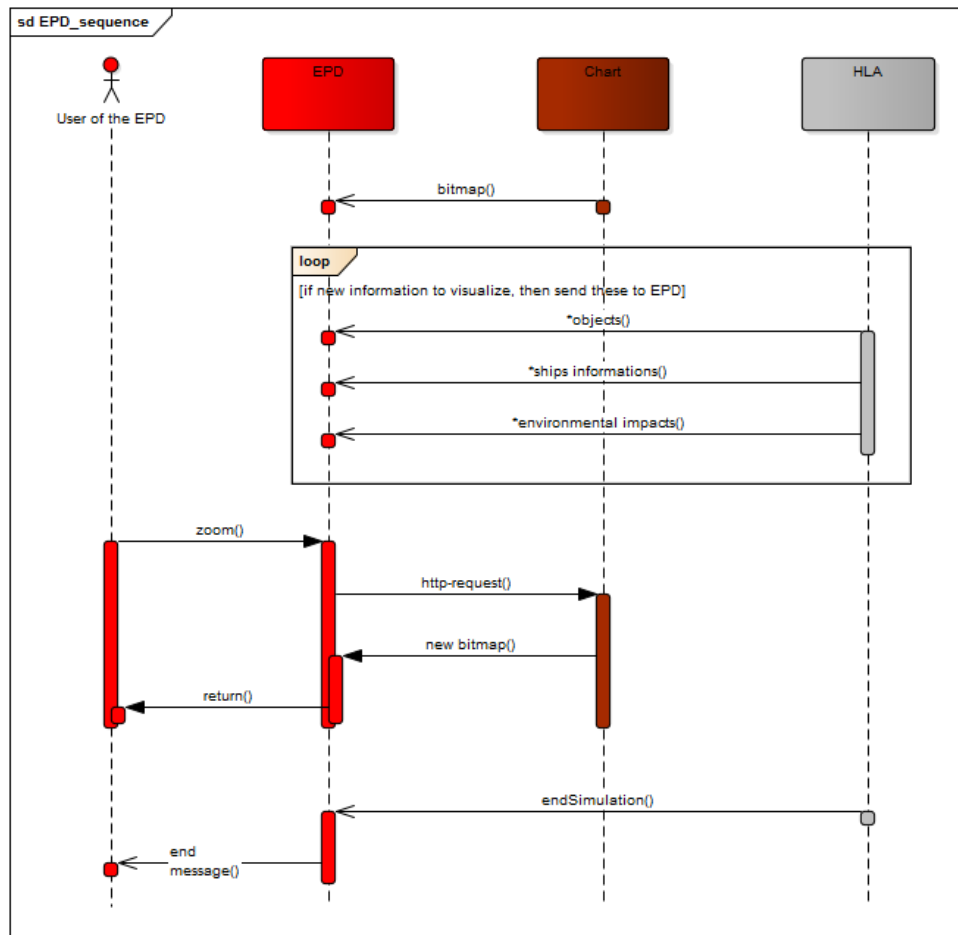 sd EPD_sequence
EPD
Chart
HLA
User of the EPD
bitmap()
loop
[if new information to visualize, then send these to EPD]
*objects()
*ships informations()
*environmental impacts()
zoom()
http-request()
new bitmap()
return()
endSimulation()
end
message()